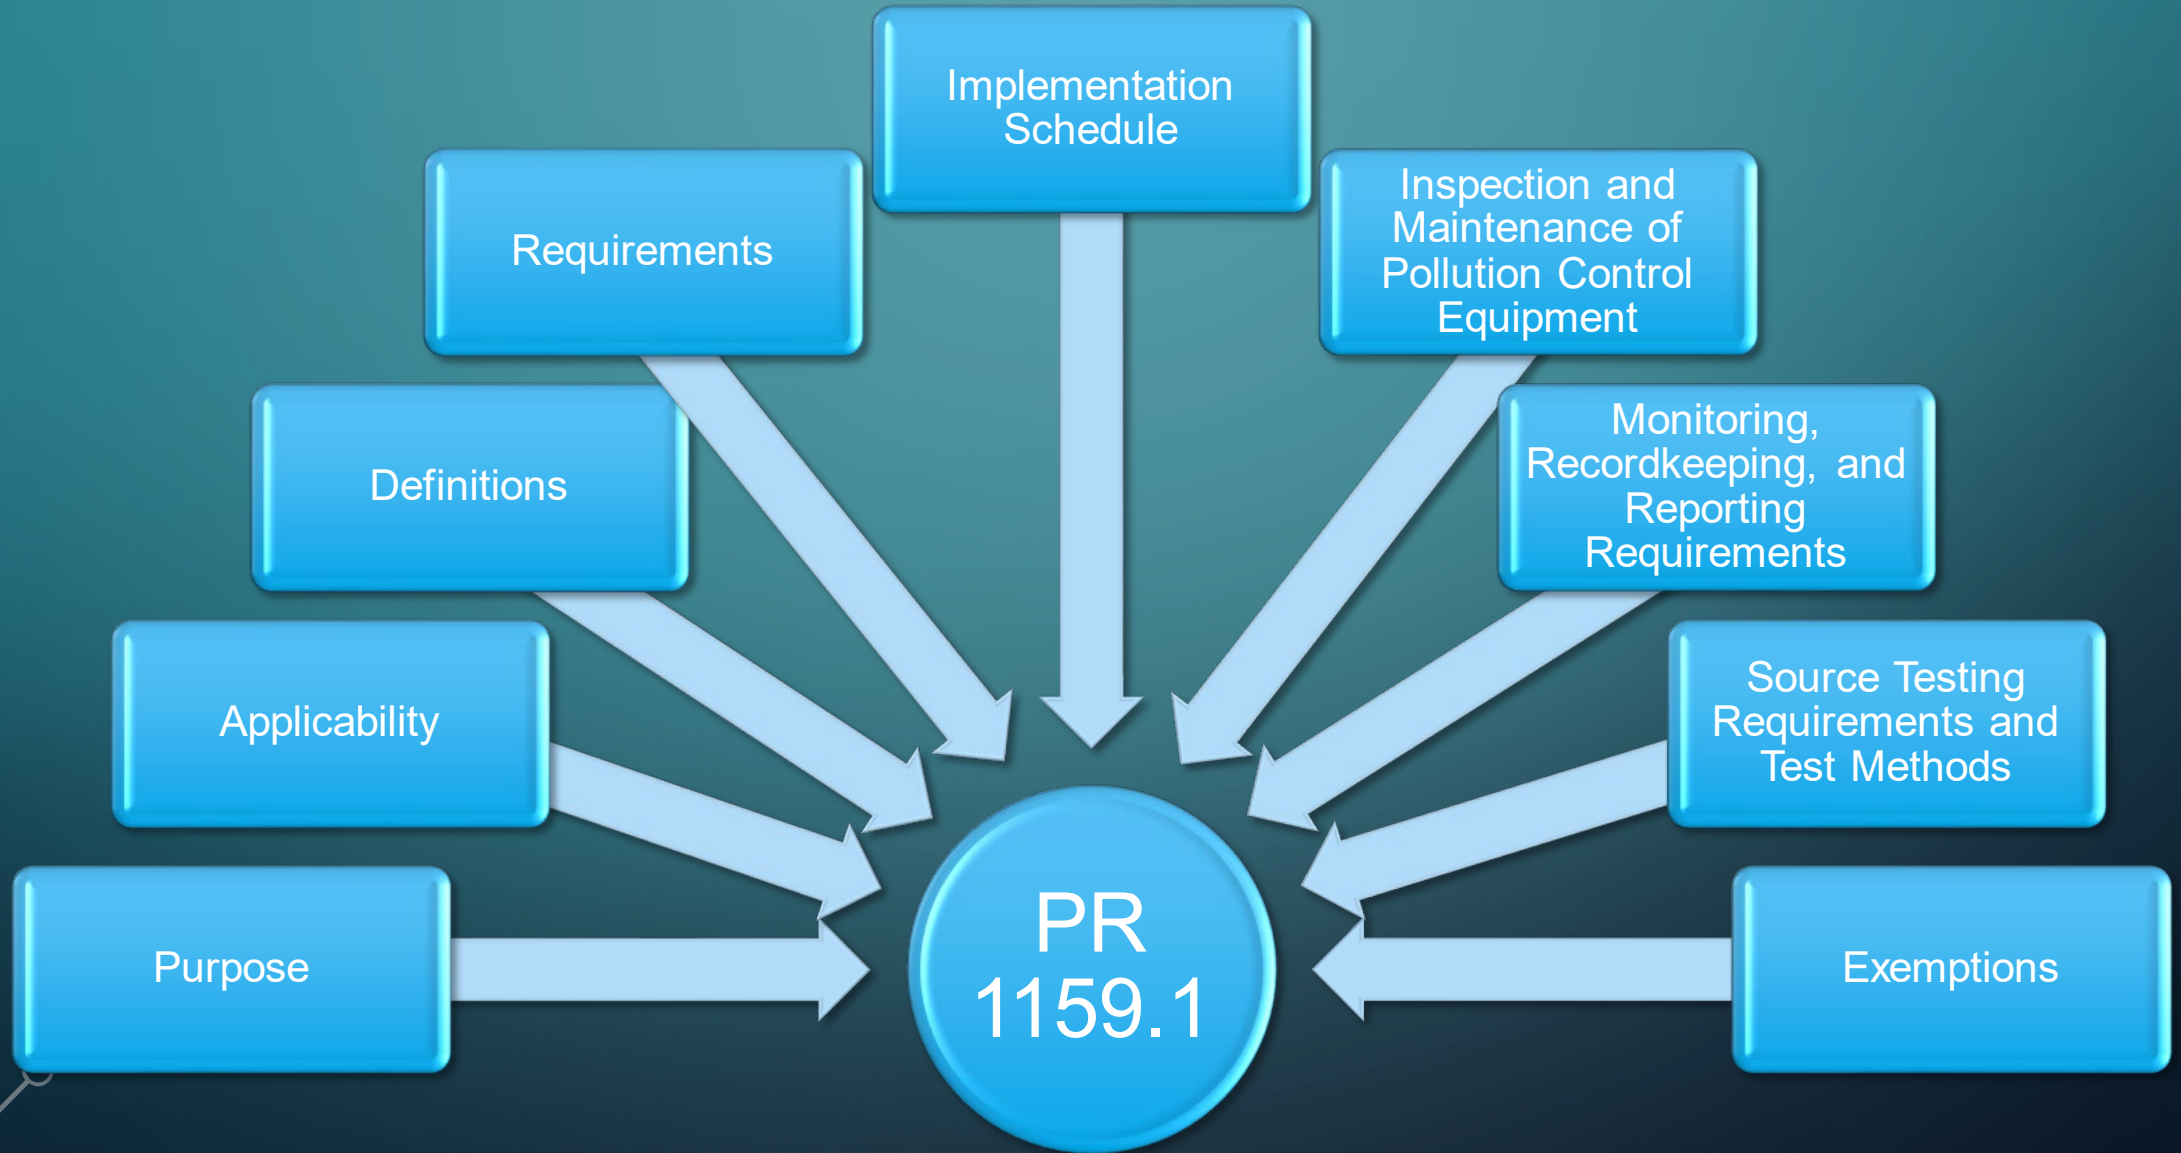 Implementation
Schedule
Requirements
Inspection and
Maintenance of
Pollution Control
Equipment
Definitions
Monitoring,
Recordkeeping, and
Reporting
Requirements
Applicability
Source Testing
Requirements and
Test Methods
Purpose
PR
1159.1
Exemptions